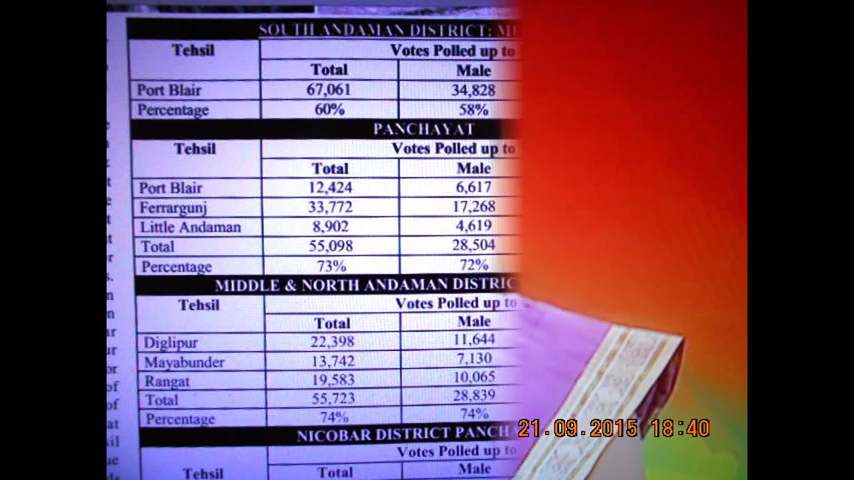 SOUTH ANDAMAN DISTRICT:
Tehsil Votes Polled up to
Total Male
Port Blair 67,061 34,828
Percentage 60% 58%
PANCHAYAT
Tehsil Votes Polled up to
Total Male
Port Blair 12,424 6,617
Ferrargunj 33,772 17,268
Little Andaman 8,902 4,619
Total 55,098 28,504
Percentage 73% 72%
MIDDLE & NORTH ANDAMAN DISTRIC
Tehsil Votes Polled up to
Total Male
Diglipur 22,398 11,644
Mayabunder 13,742 7,130
Rangat 19,583 10,065
Total 55,723 28,839
Percentage 74% 74%
NICOBAR DISTRICT PANCH
Votes Polled up to
Tehsil Total Male
21.09.2015 18:40